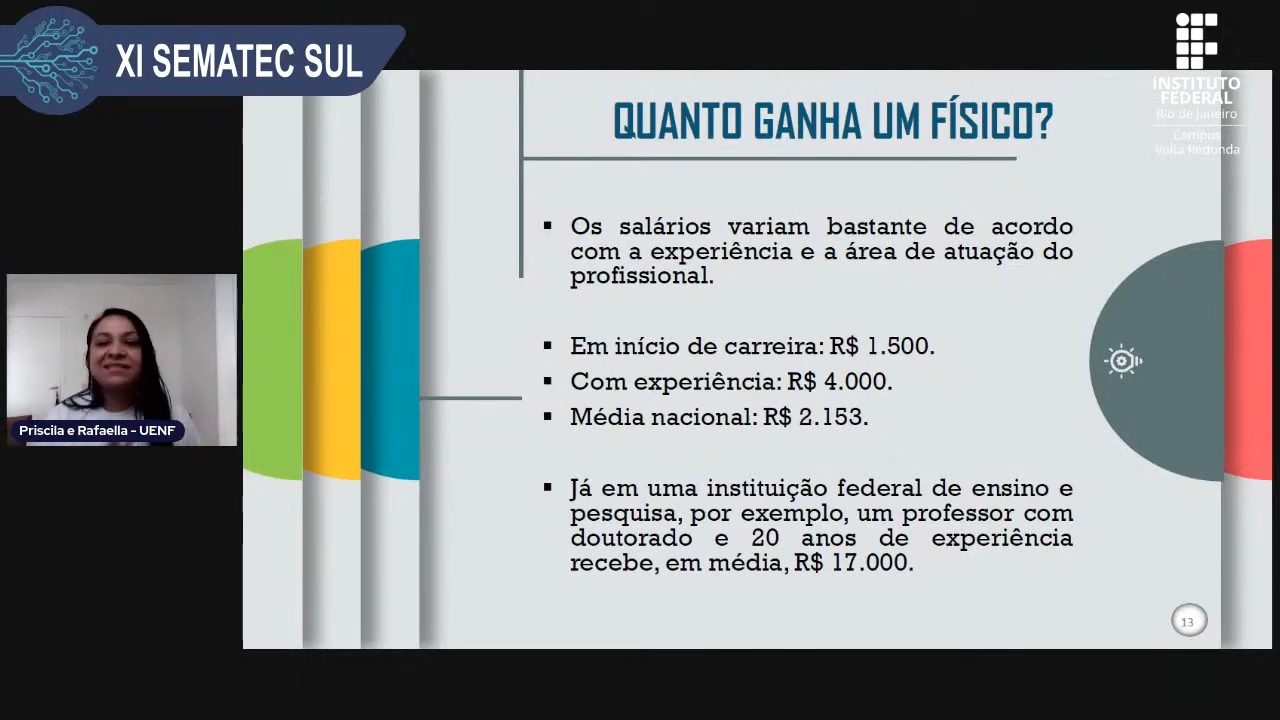 XI SEMATEC SUL
INSTITUTO
FEDERAL
Rio de Janeiro
Campus
Volta Redonda
QUANTO GANHA UM FÍSICO?
▪ Os salários variam bastante de acordo
com a experiência e a área de atuação do
profissional.
▪ Em início de carreira: R$ 1.500.
▪ Com experiência: R$ 4.000.
▪ Média nacional: R$ 2.153.
▪ Já em uma instituição federal de ensino e
pesquisa, por exemplo, um professor com
doutorado e 20 anos de experiência
recebe, em média, R$ 17.000.
Priscila e Rafaella - UENF
13